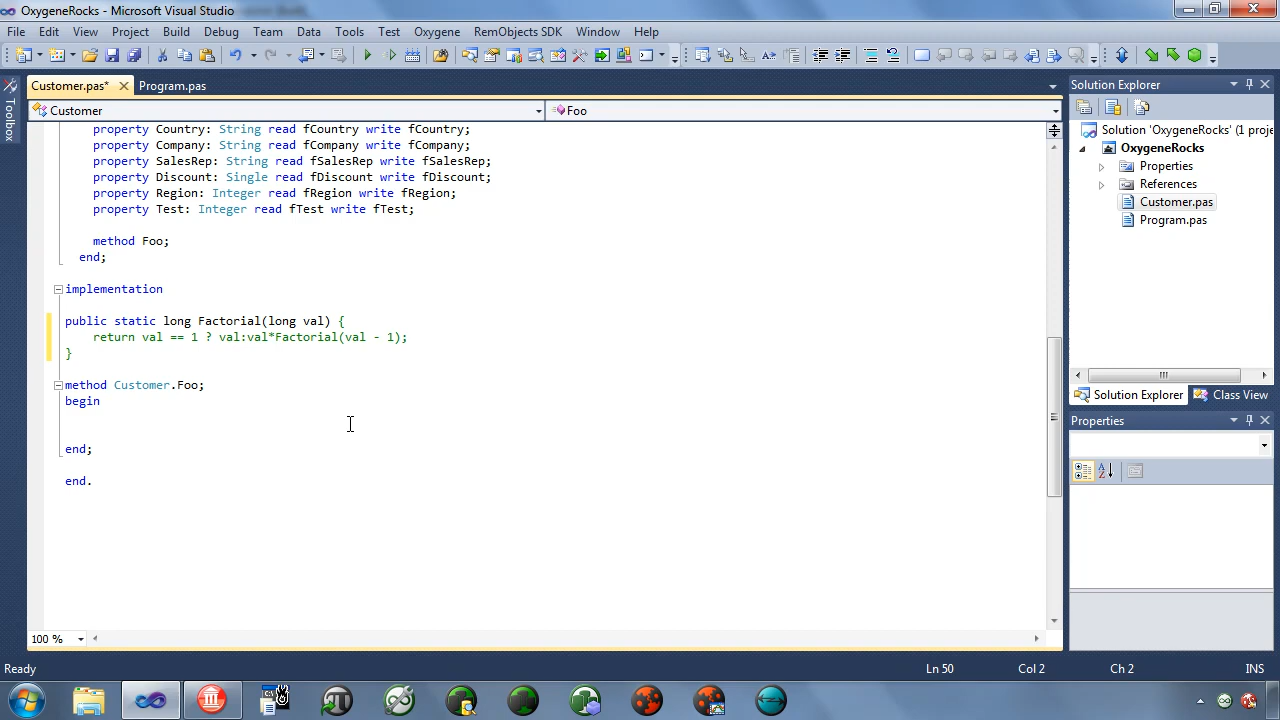 OxygeneRocks - Microsoft Visual Studio
File Edit View Project Build Debug Team Data Tools Test Oxygene RemObjects SDK Window Help
Customer.pas* Program.pas
Customer Foo
Toolbox
property Country: String read fCountry write fCountry;
property Company: String read fCompany write fCompany;
property SalesRep: String read fSalesRep write fSalesRep;
property Discount: Single read fDiscount write fDiscount;
property Region: Integer read fRegion write fRegion;
property Test: Integer read fTest write fTest;
method Foo;
end;
implementation
public static long Factorial(long val) {
return val == 1 ? val:val*Factorial(val - 1);
}
method Customer.Foo;
begin
end;
end.
100 %
Solution Explorer
Solution 'OxygeneRocks' (1 proje
OxygeneRocks
Properties
References
Customer.pas
Program.pas
Solution Explorer Class View
Properties
Ready Ln 50 Col 2 Ch 2 INS